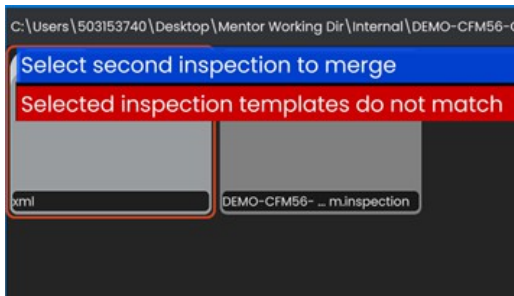 C:\Users\503153740\Desktop\Mentor Working Dir\Internal\DEMO-CFM56-
Select second inspection to merge
Selected inspection templates do not match
xml
DEMO-CFM56- ... m.inspection